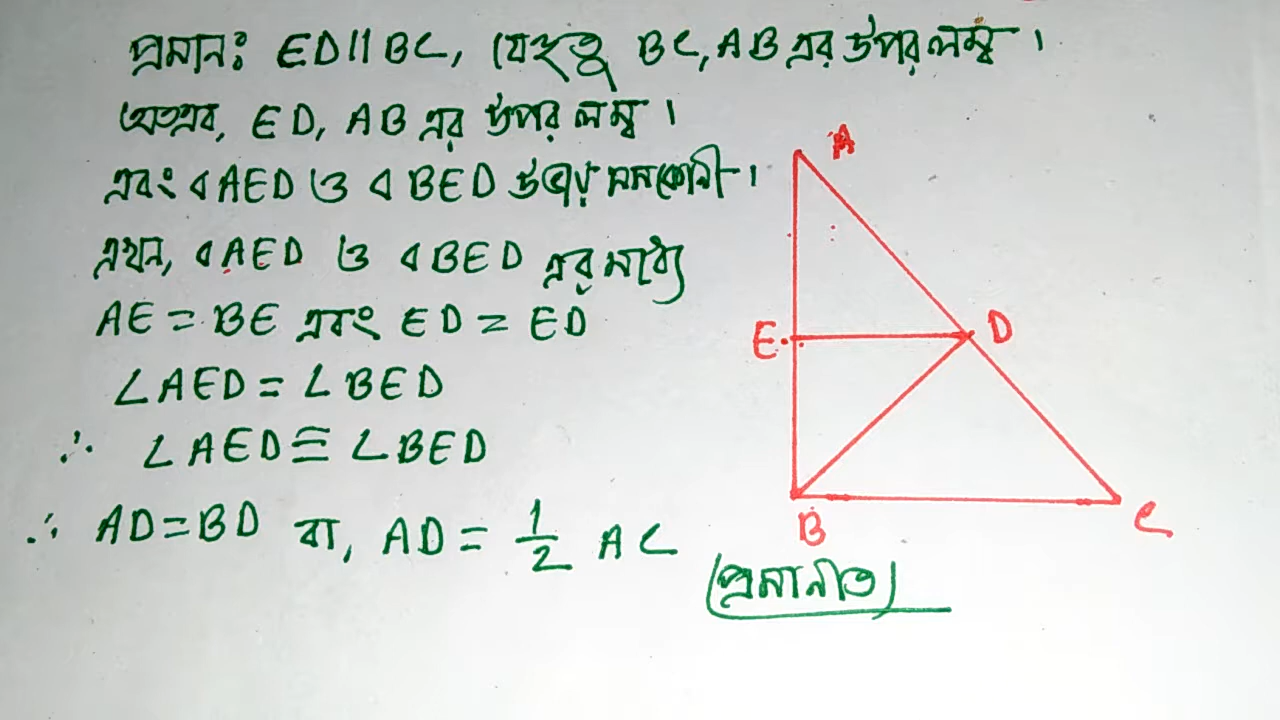 প্রমান: ED || BC, যেহেতু BC, AB এর উপর লম্ব ।
অতএব, ED, AB এর উপর লম্ব ।
এবং ∢AED ও ∢BED উভয় সমকোনী ।
এখন, ∢AED ও ∢BED এর মধ্যে
AE = BE এবং ED = ED
∠AED = ∠BED
∴ ∠AED ≅ ∠BED
∴ AD = BD বা, AD = 1/2 AC
(প্রমানীত)
A
E
D
B
C